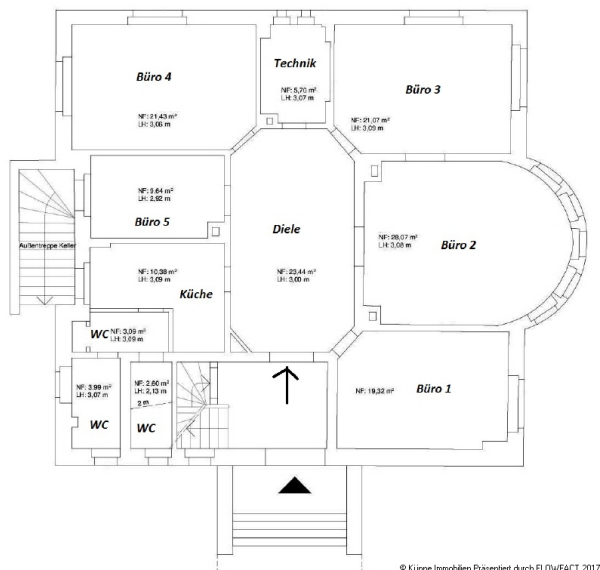 Büro 4
NF: 21,43 m²
LH: 3,06 m
Technik
NF: 5,70 m²
LH: 3,07 m
Büro 3
NF: 21,07 m²
LH: 3,09 m
NF: 9,64 m²
LH: 2,92 m
Büro 5
Diele
NF: 23,44 m²
LH: 3,00 m
Büro 2
NF: 28,07 m²
LH: 3,08 m
Außentreppe Keller
NF: 10,38 m²
LH: 3,09 m
Küche
WC
NF: 3,09 m²
LH: 3,09 m
NF: 3,99 m²
LH: 3,07 m
WC
NF: 2,60 m²
LH: 2,13 m
2 m
WC
Büro 1
NF: 19,32 m²
© Künne Immobilien Präsentiert durch FLOWFACT 2017